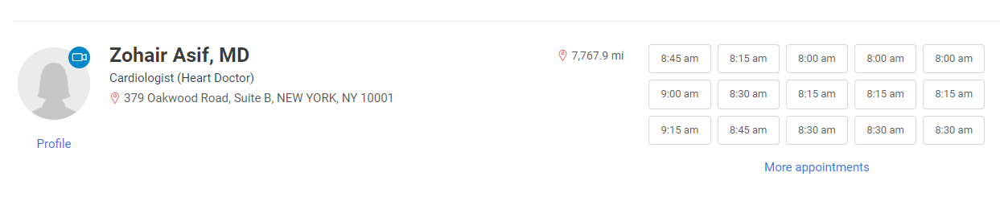 Zohair Asif, MD
Cardiologist (Heart Doctor)
379 Oakwood Road, Suite B, NEW YORK, NY 10001
Profile
7,767.9 mi
8:45 am 8:15 am 8:00 am 8:00 am 8:00 am
9:00 am 8:30 am 8:15 am 8:15 am 8:15 am
9:15 am 8:45 am 8:30 am 8:30 am 8:30 am
More appointments